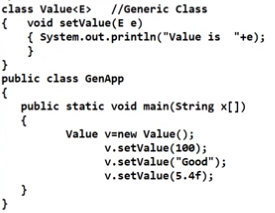 class Value<E>    //Generic Class
{   void setValue(E e)
    { System.out.println("Value is  "+e);
    }
}
public class GenApp
{
   public static void main(String x[])
   {
         Value v=new Value();
               v.setValue(100);
               v.setValue("Good");
               v.setValue(5.4f);
   }
}